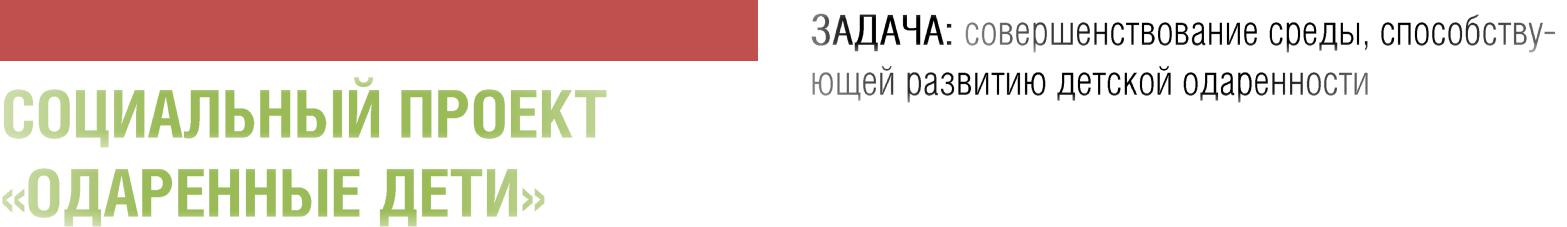 СОЦИАЛЬНЫЙ ПРОЕКТ
«ОДАРЕННЫЕ ДЕТИ»
ЗАДАЧА: совершенствование среды, способству-
ющей развитию детской одаренности